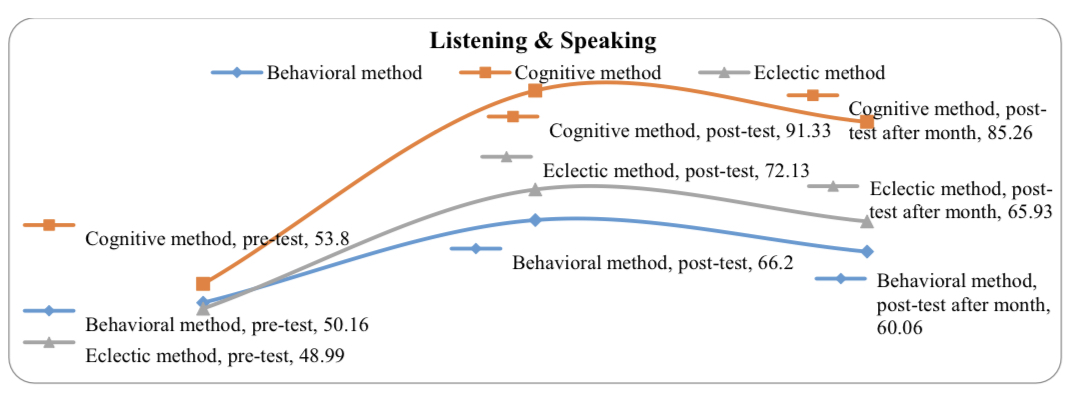 Listening & Speaking
Behavioral method
Cognitive method
Eclectic method
Cognitive method, post-
test after month, 85.26
Cognitive method, post-test, 91.33
Eclectic method, post-test, 72.13
Eclectic method, post-
test after month, 65.93
Cognitive method, pre-test, 53.8
Behavioral method, post-test, 66.2
Behavioral method,
post-test after month,
60.06
Behavioral method, pre-test, 50.16
Eclectic method, pre-test, 48.99